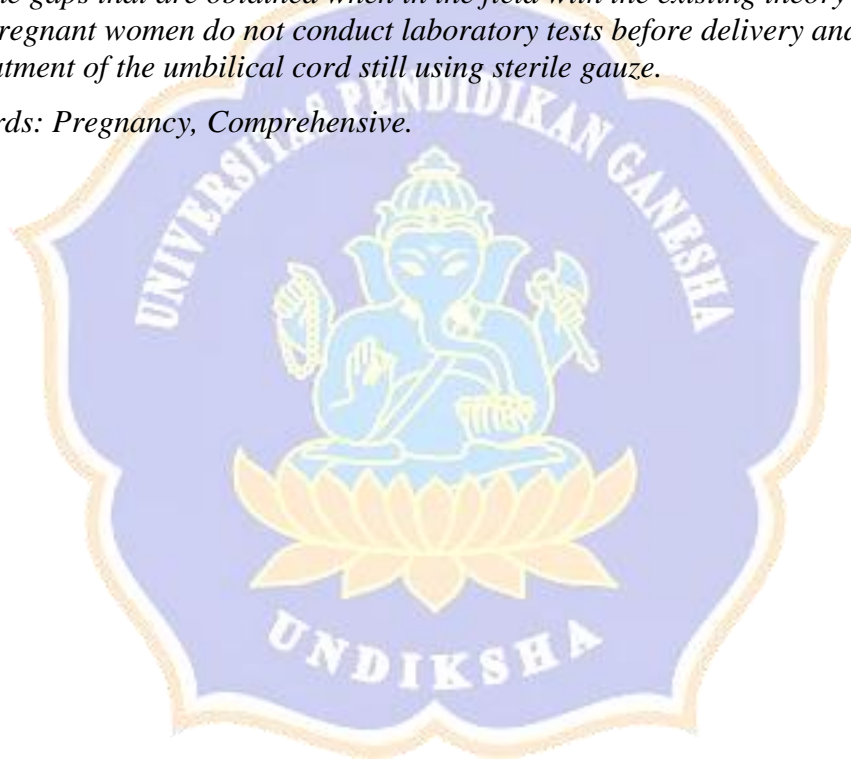 e gaps that are obtained when in the field with the existing theory
regnant women do not conduct laboratory tests before delivery and
tment of the umbilical cord still using sterile gauze.
rds: Pregnancy, Comprehensive.
UNIVERSITAS PENDIDIKAN GANESHA
UNDIKSHA